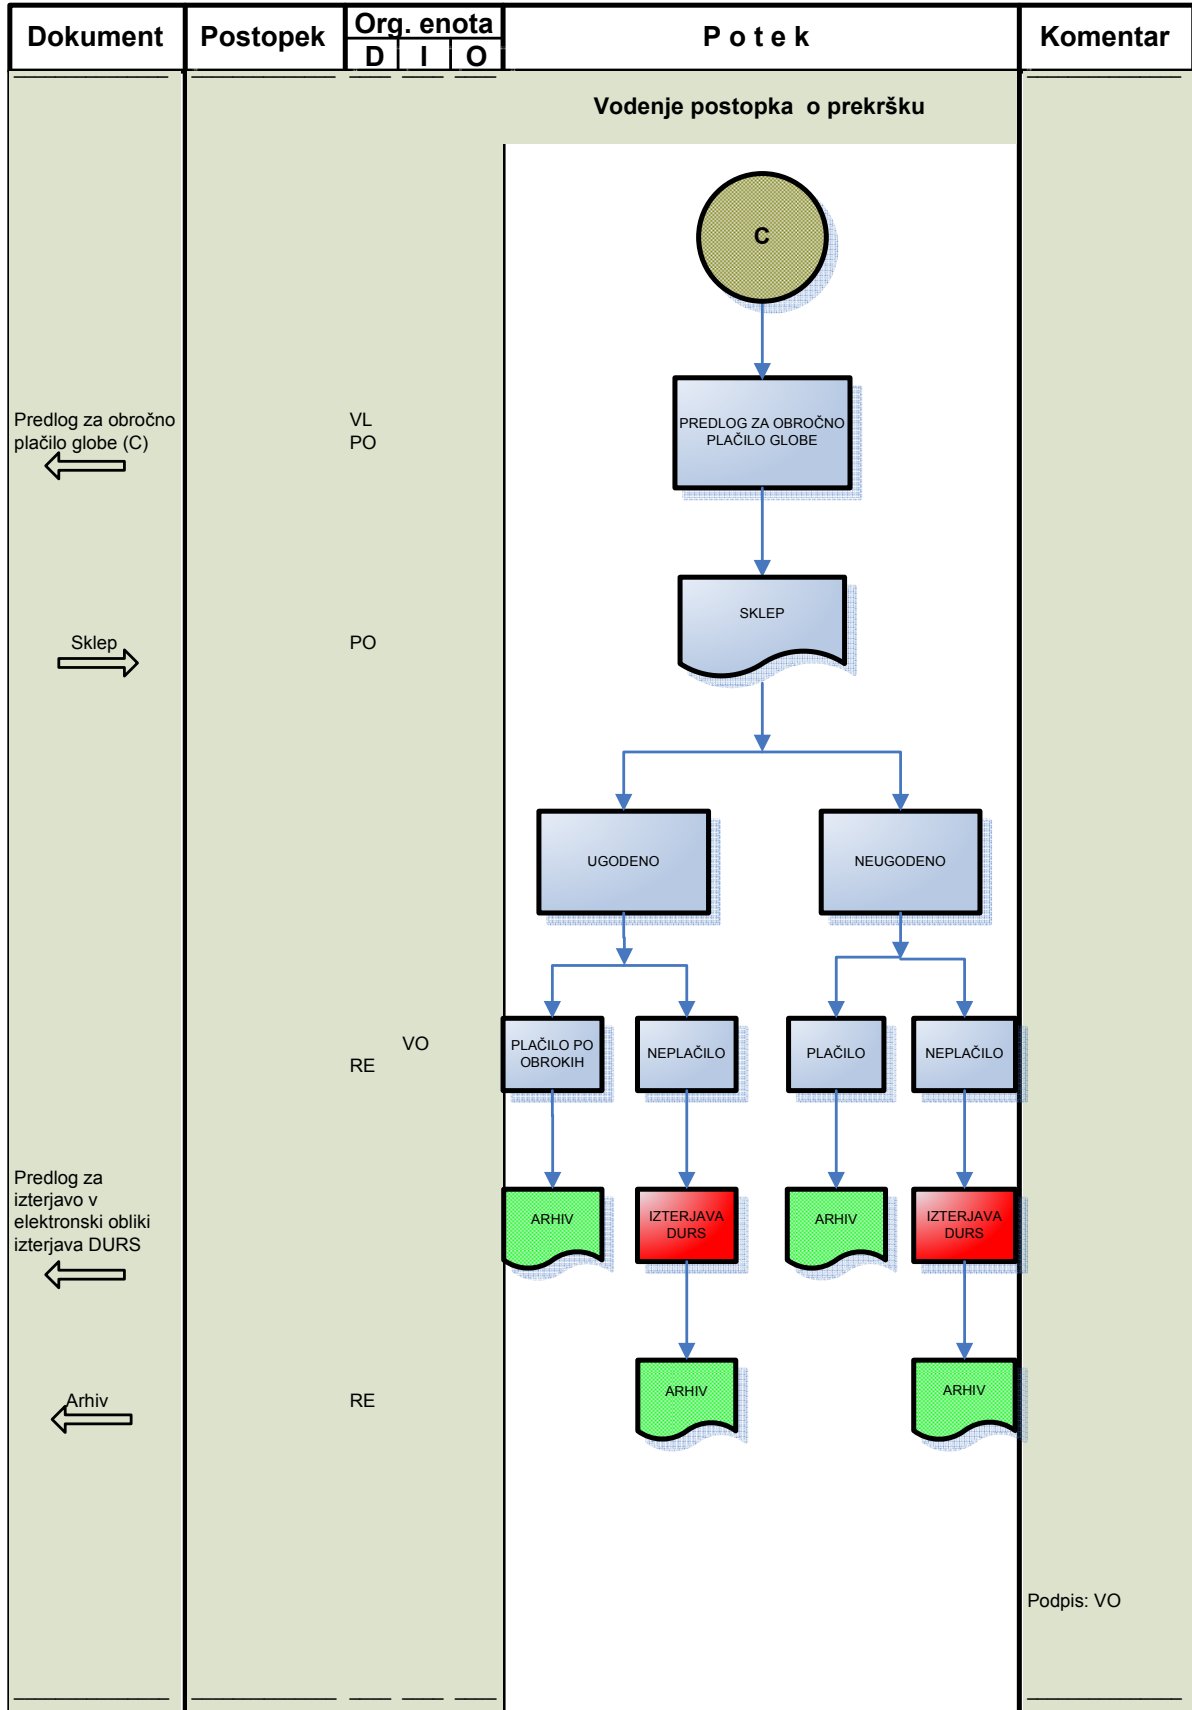 Dokument
Postopek
Org. enota
D I O
P o t e k
Komentar
Vodenje postopka o prekršku
C
Predlog za obročno
plačilo globe (C)
VL
PO
PREDLOG ZA OBROČNO
PLAČILO GLOBE
Sklep
PO
SKLEP
UGODENO
NEUGODENO
VO
RE
PLAČILO PO
OBROKIH
NEPLAČILO
PLAČILO
NEPLAČILO
Predlog za
izterjavo v
elektronski obliki
izterjava DURS
ARHIV
IZTERJAVA
DURS
ARHIV
IZTERJAVA
DURS
Arhiv
RE
ARHIV
ARHIV
Podpis: VO